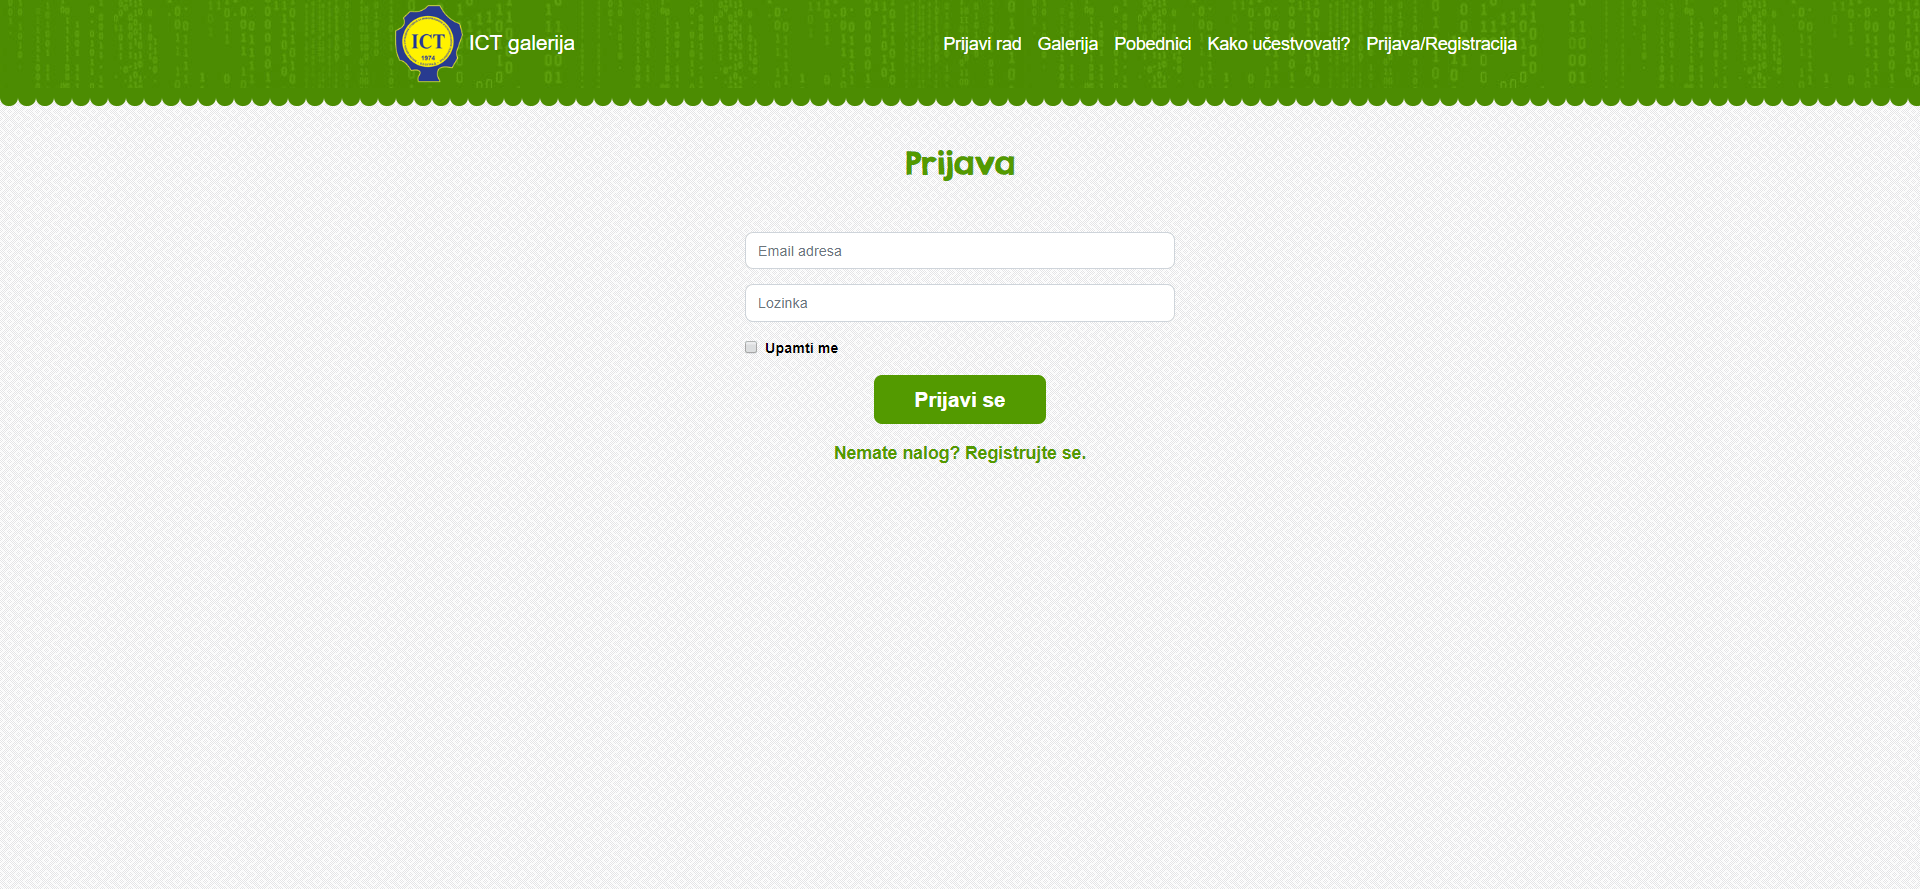 ICT
1974
ICT galerija
Prijavi rad Galerija Pobednici Kako učestvovati? Prijava/Registracija
Prijava
Email adresa
Lozinka
Upamti me
Prijavi se
Nemate nalog? Registrujte se.